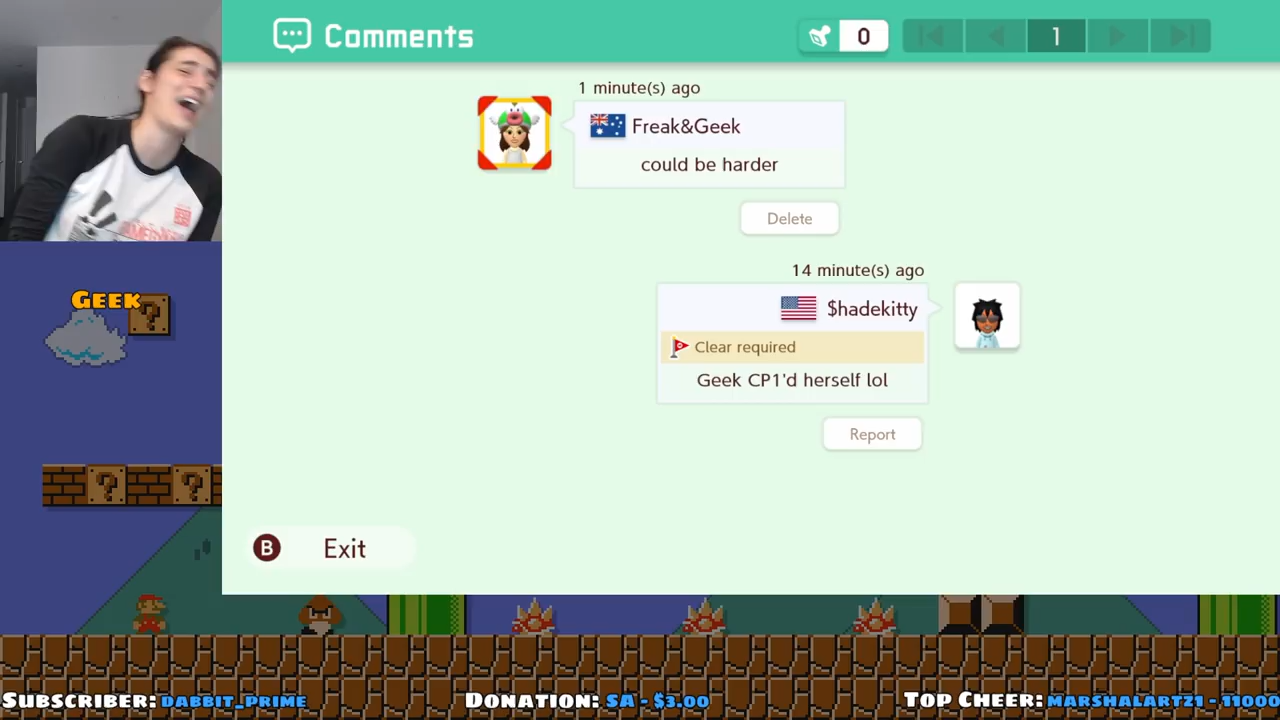 Comments
0
1
1 minute(s) ago
Freak&Geek
could be harder
Delete
14 minute(s) ago
$hadekitty
Clear required
Geek CP1'd herself lol
Report
GEEK
B Exit
SUBSCRIBER: DABBIT_PRIME
DONATION: SA - $3.00
TOP CHEER: MARSHALARTZ1 - 11000